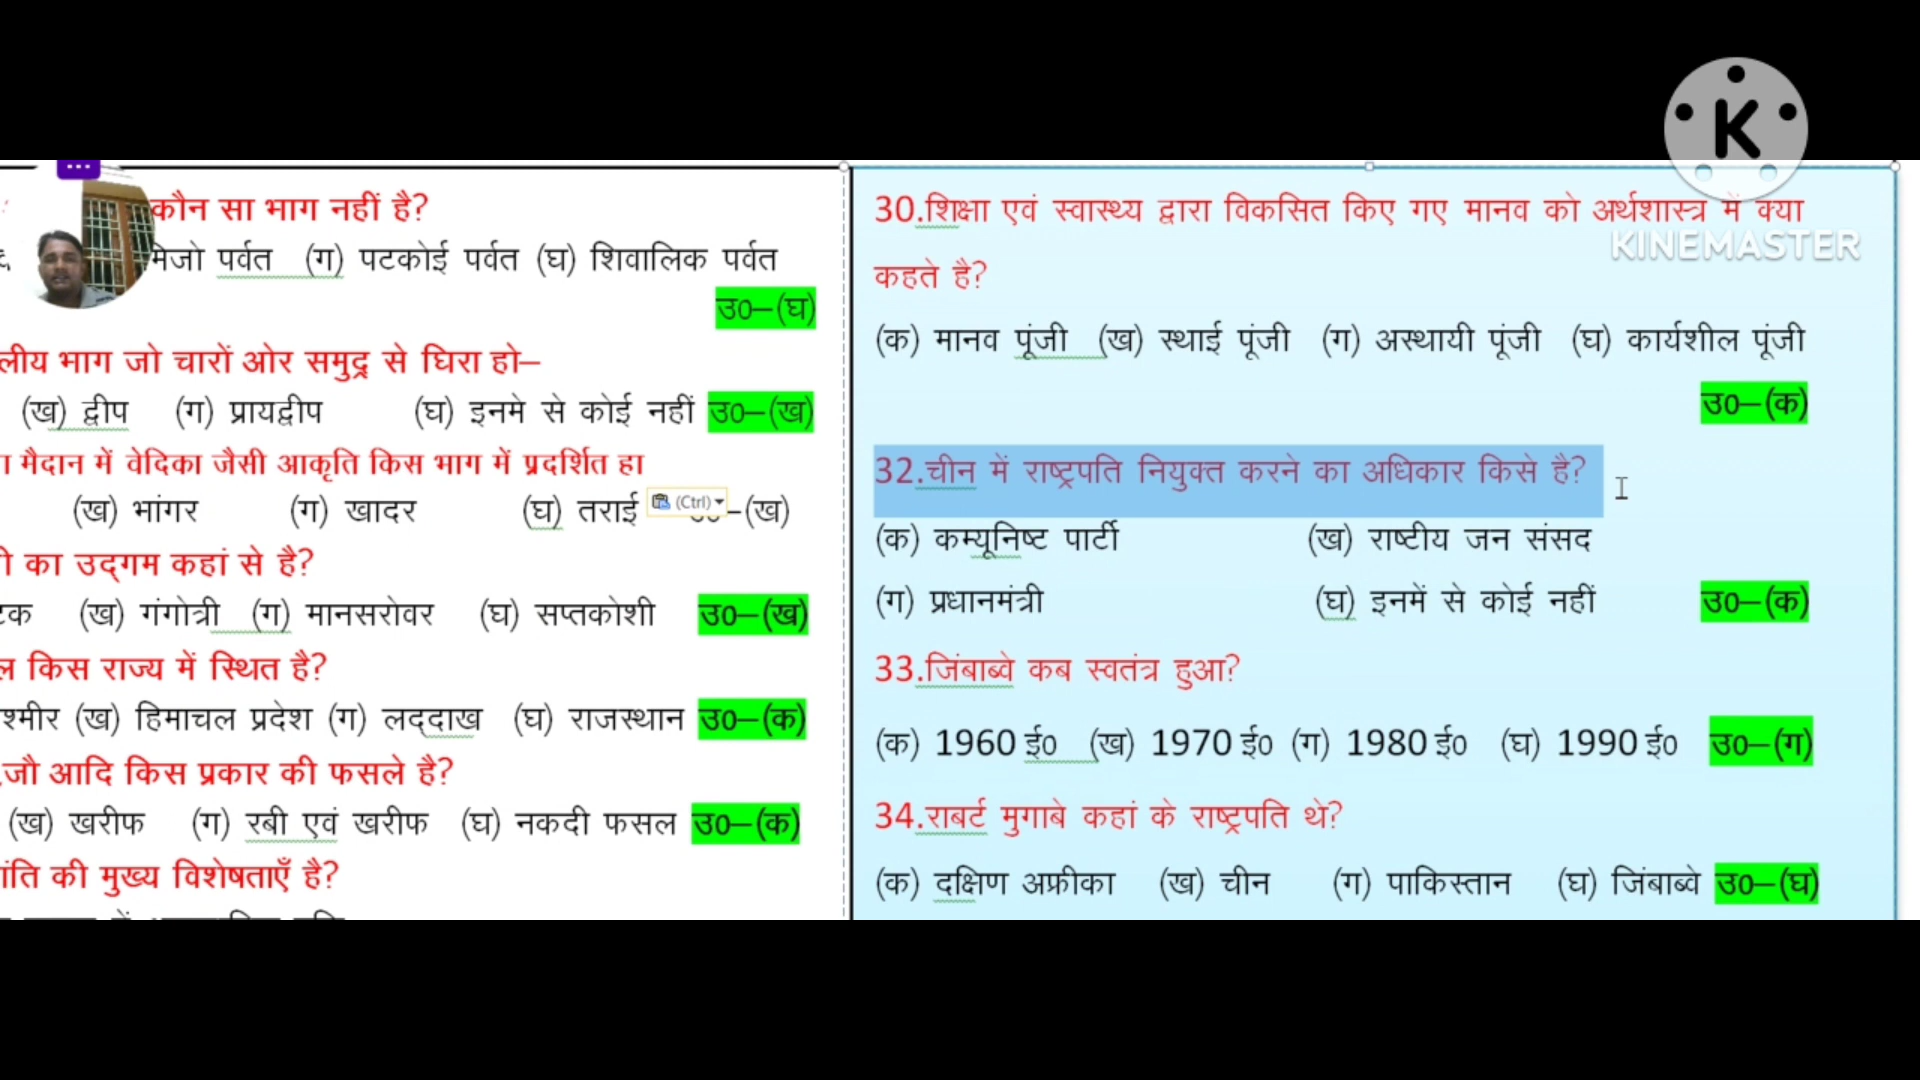 कौन सा भाग नहीं है?
मिजो पर्वत (ग) पटकोई पर्वत (घ) शिवालिक पर्वत
उ0–(घ)
लीय भाग जो चारों ओर समुद्र से घिरा हो–
(ख) द्वीप (ग) प्रायद्वीप (घ) इनमे से कोई नहीं उ0–(ख)
मैदान में वेदिका जैसी आकृति किस भाग में प्रदर्शित हा
(ख) भांगर (ग) खादर (घ) तराई (Ctrl) –(ख)
का उद्गम कहां से है?
(ख) गंगोत्री (ग) मानसरोवर (घ) सप्तकोशी उ0–(ख)
ल किस राज्य में स्थित है?
श्मीर (ख) हिमाचल प्रदेश (ग) लद्दाख (घ) राजस्थान उ0–(क)
जौ आदि किस प्रकार की फसले है?
(ख) खरीफ (ग) रबी एवं खरीफ (घ) नकदी फसल उ0–(क)
ांति की मुख्य विशेषताएँ है?
30.शिक्षा एवं स्वास्थ्य द्वारा विकसित किए गए मानव को अर्थशास्त्र में क्या
कहते है?
(क) मानव पूंजी (ख) स्थाई पूंजी (ग) अस्थायी पूंजी (घ) कार्यशील पूंजी
उ0–(क)
32.चीन में राष्ट्रपति नियुक्त करने का अधिकार किसे है?
(क) कम्यूनिष्ट पार्टी (ख) राष्टीय जन संसद
(ग) प्रधानमंत्री (घ) इनमें से कोई नहीं उ0–(क)
33.जिंबाब्वे कब स्वतंत्र हुआ?
(क) 1960 ई0 (ख) 1970 ई0 (ग) 1980 ई0 (घ) 1990 ई0 उ0–(ग)
34.राबर्ट मुगाबे कहां के राष्ट्रपति थे?
(क) दक्षिण अफ्रीका (ख) चीन (ग) पाकिस्तान (घ) जिंबाब्वे उ0–(घ)
K
KINEMASTER